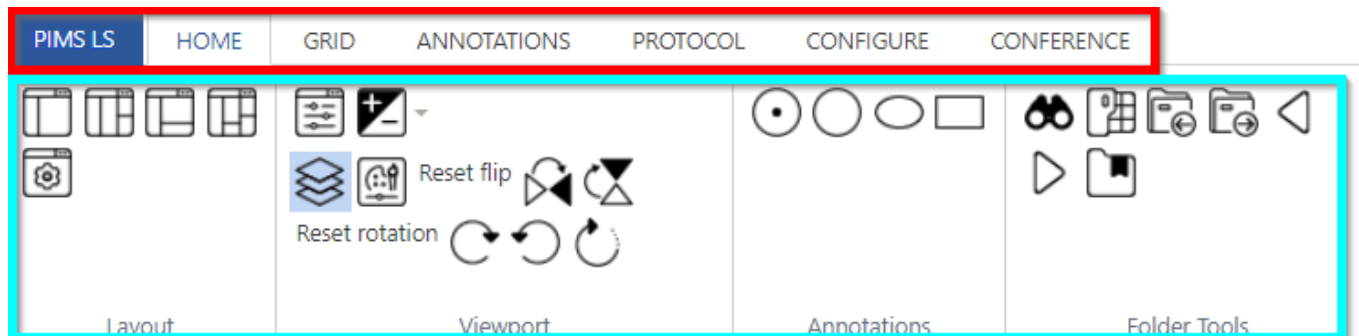 PIMS LS HOME GRID ANNOTATIONS PROTOCOL CONFIGURE CONFERENCE
Reset flip
Reset rotation
Layout Viewport Annotations Folder Tools